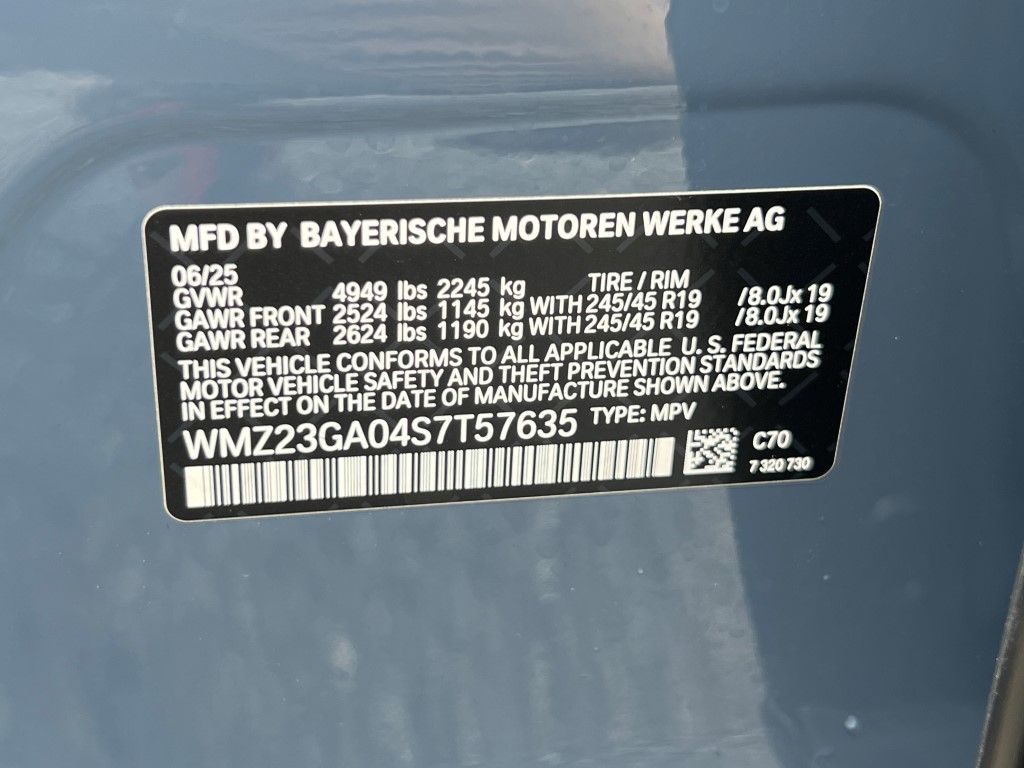 MFD BY BAYERISCHE MOTOREN WERKE AG
06/25 TIRE / RIM
GVWR 4949 lbs 2245 kg
GAWR FRONT 2524 lbs 1145 kg WITH 245/45 R19 /8.0Jx 19
GAWR REAR 2624 lbs 1190 kg WITH 245/45 R19 /8.0Jx 19
THIS VEHICLE CONFORMS TO ALL APPLICABLE U. S. FEDERAL
MOTOR VEHICLE SAFETY AND THEFT PREVENTION STANDARDS
IN EFFECT ON THE DATE OF MANUFACTURE SHOWN ABOVE.
WMZ23GA04S7T57635 TYPE: MPV
C70
7 320 730